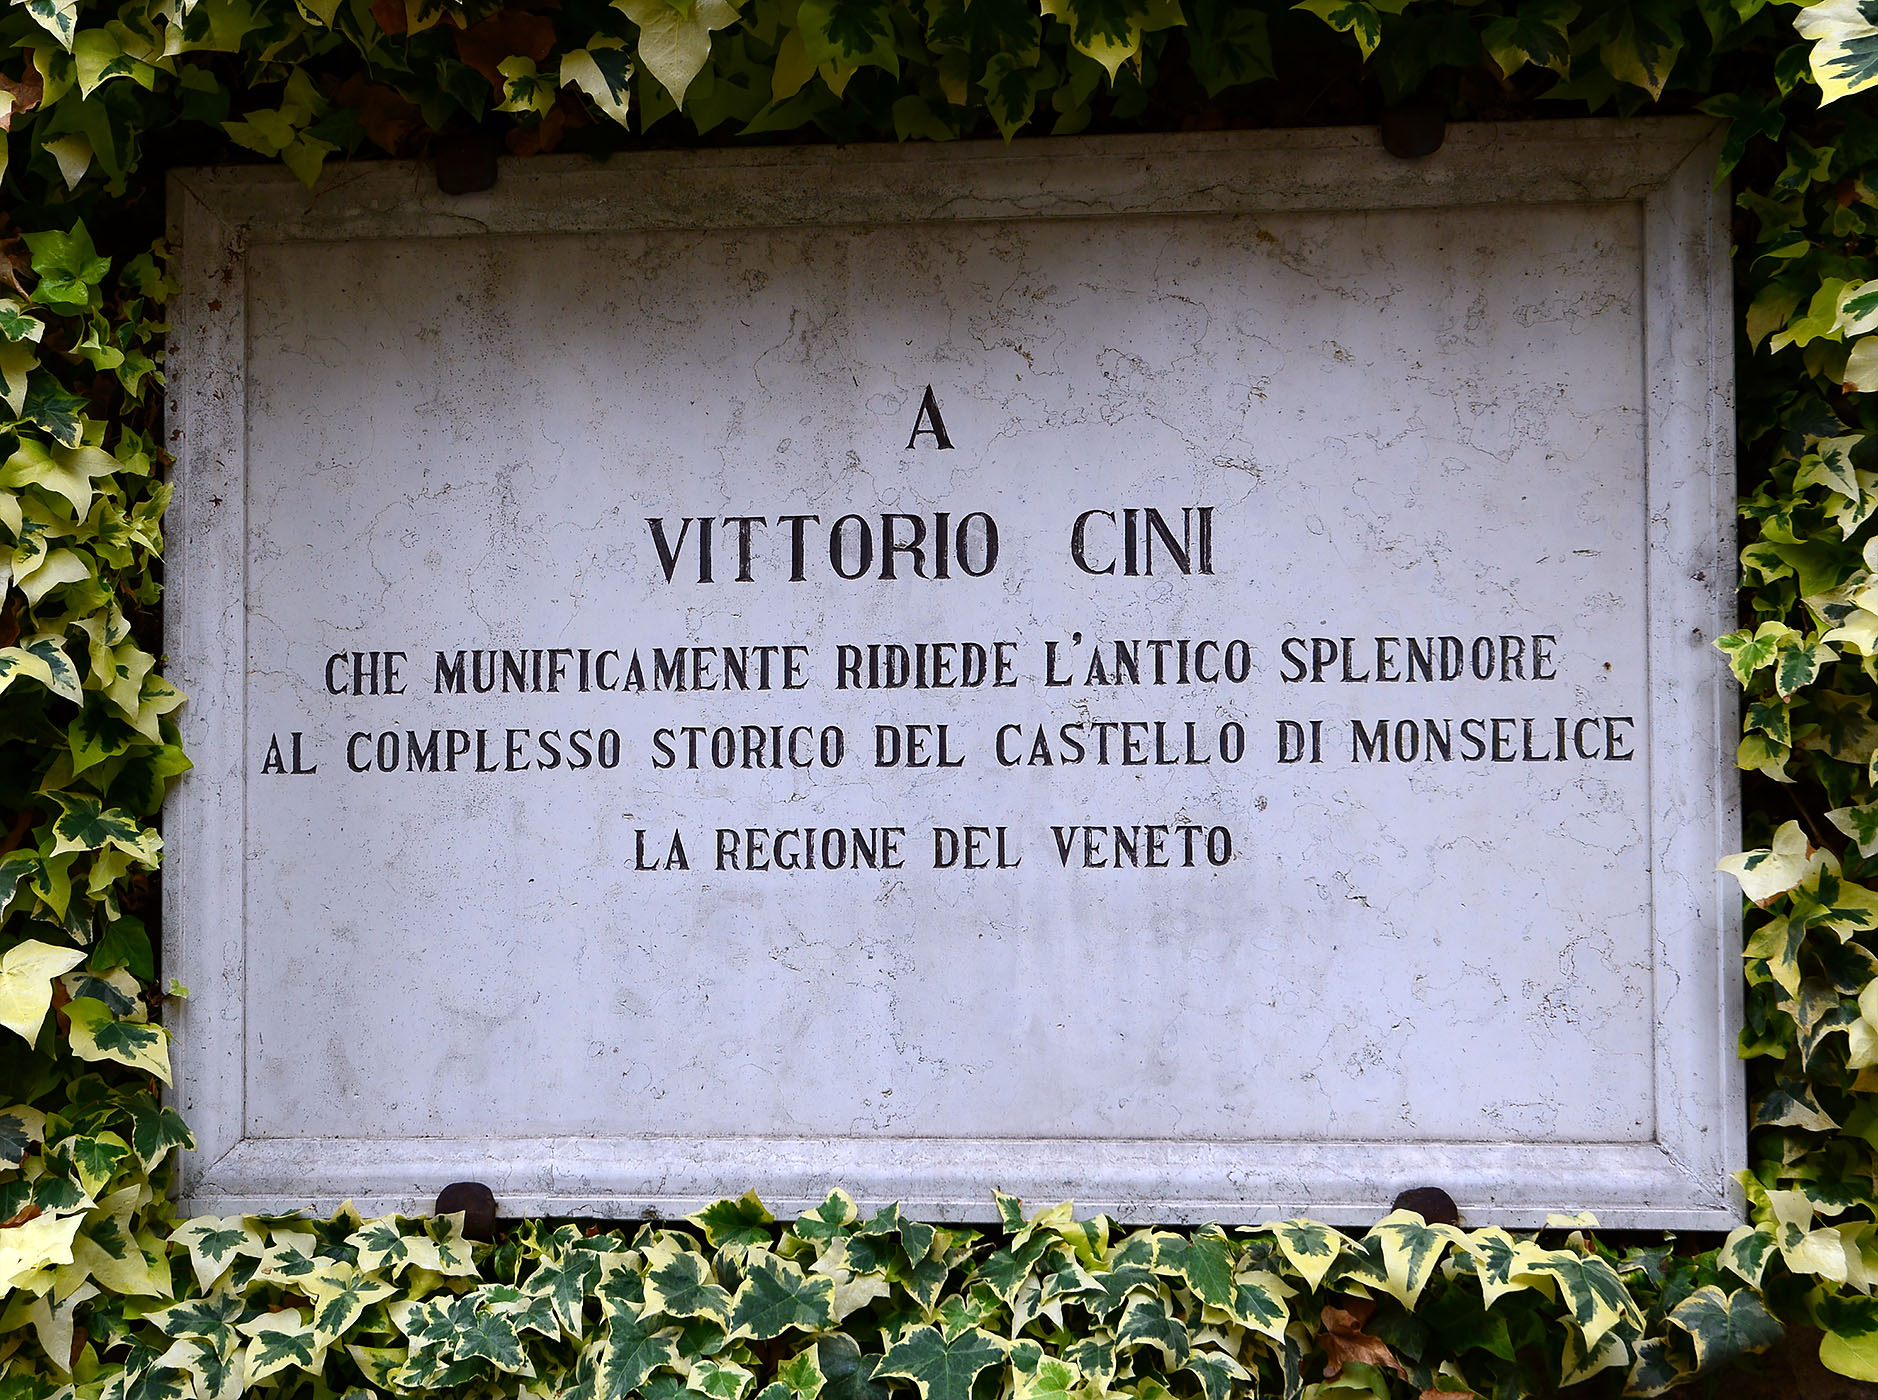 A
VITTORIO CINI
CHE MUNIFICAMENTE RIDIEDE L'ANTICO SPLENDORE
AL COMPLESSO STORICO DEL CASTELLO DI MONSELICE
LA REGIONE DEL VENETO